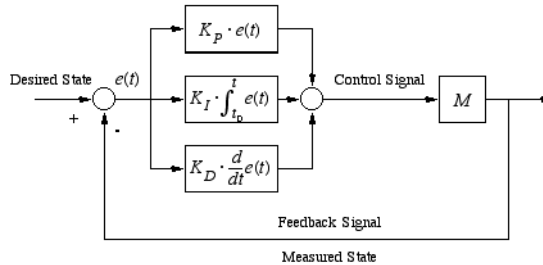 K_P · e(t)
Desired State
e(t)
+
-
K_I · ∫_{t_0}^{t} e(t)
Control Signal
M
K_D · d/dt e(t)
Feedback Signal
Measured State